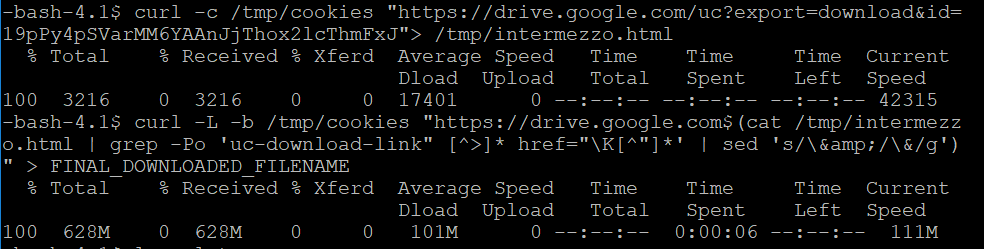 -bash-4.1$ curl -c /tmp/cookies "https://drive.google.com/uc?export=download&id=
19pPy4pSVarMM6YAAnJjThox2lcThmFxJ"> /tmp/intermezzo.html
  % Total    % Received % Xferd  Average Speed   Time    Time     Time  Current
                                 Dload  Upload   Total   Spent    Left  Speed
100  3216    0  3216    0     0  17401      0 --:--:-- --:--:-- --:--:-- 42315
-bash-4.1$ curl -L -b /tmp/cookies "https://drive.google.com$(cat /tmp/intermezz
o.html | grep -Po 'uc-download-link" [^>]* href="\K[^"]*' | sed 's/\&amp;/\&/g')
" > FINAL_DOWNLOADED_FILENAME
  % Total    % Received % Xferd  Average Speed   Time    Time     Time  Current
                                 Dload  Upload   Total   Spent    Left  Speed
100  628M    0  628M    0     0   101M      0 --:--:--  0:00:06 --:--:--  111M